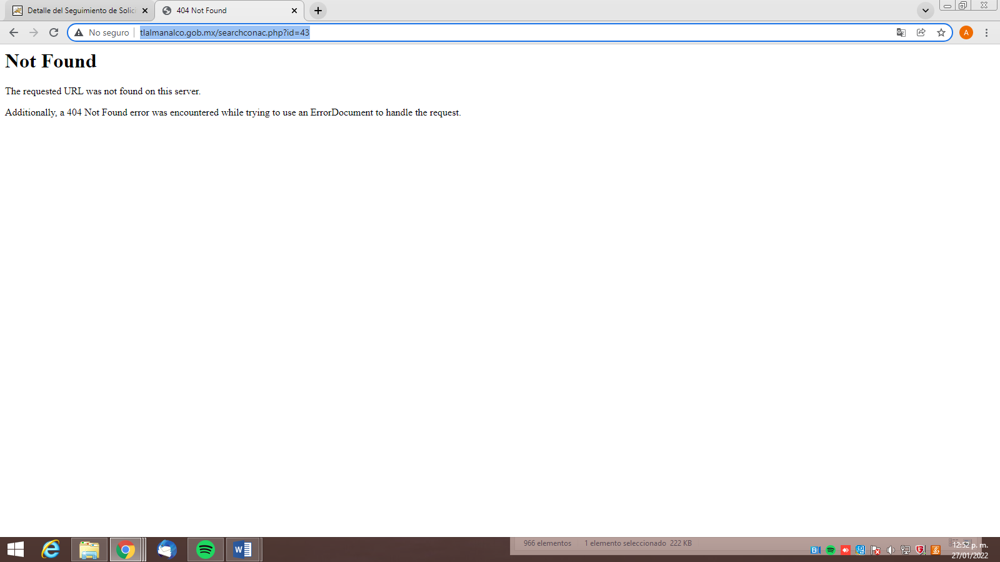 Detalle del Seguimiento de Solici
404 Not Found
No seguro
tlalmanalco.gob.mx/searchconac.php?id=43
A
Not Found
The requested URL was not found on this server.
Additionally, a 404 Not Found error was encountered while trying to use an ErrorDocument to handle the request.
966 elementos 1 elemento seleccionado 222 KB
12:52 p. m.
27/01/2022